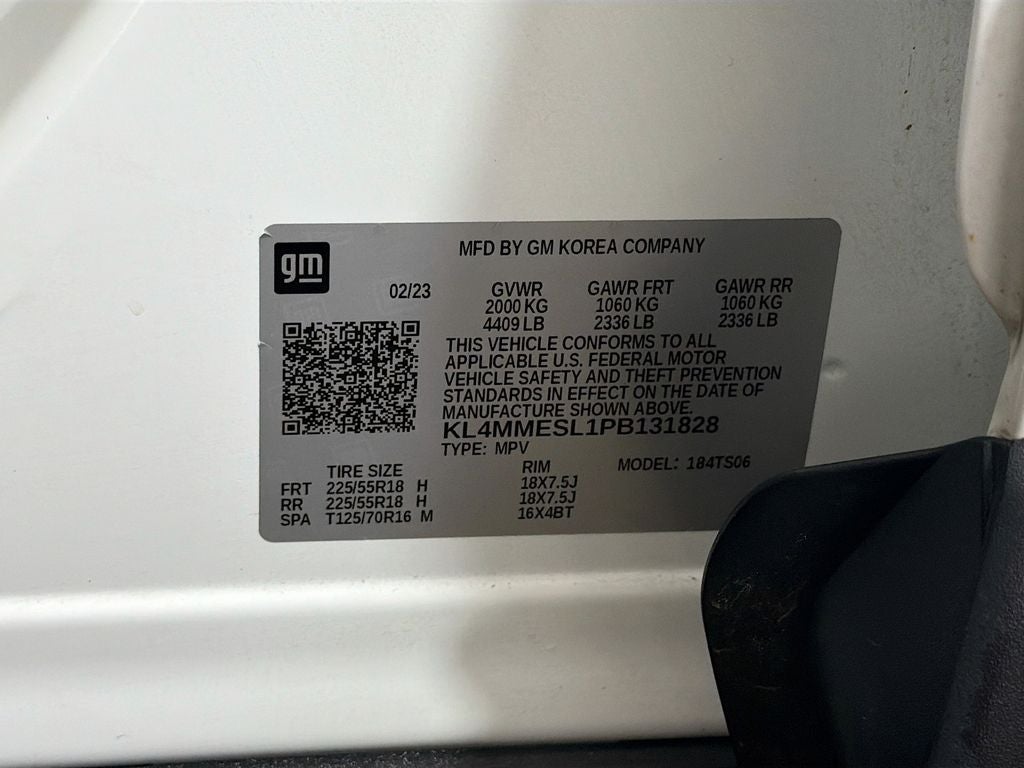 gm
MFD BY GM KOREA COMPANY
02/23 GVWR GAWR FRT GAWR RR
2000 KG 1060 KG 1060 KG
4409 LB 2336 LB 2336 LB
THIS VEHICLE CONFORMS TO ALL
APPLICABLE U.S. FEDERAL MOTOR
VEHICLE SAFETY AND THEFT PREVENTION
STANDARDS IN EFFECT ON THE DATE OF
MANUFACTURE SHOWN ABOVE.
KL4MMESL1PB131828
TYPE: MPV
TIRE SIZE RIM MODEL: 184TS06
FRT 225/55R18 H 18X7.5J
RR 225/55R18 H 18X7.5J
SPA T125/70R16 M 16X4BT